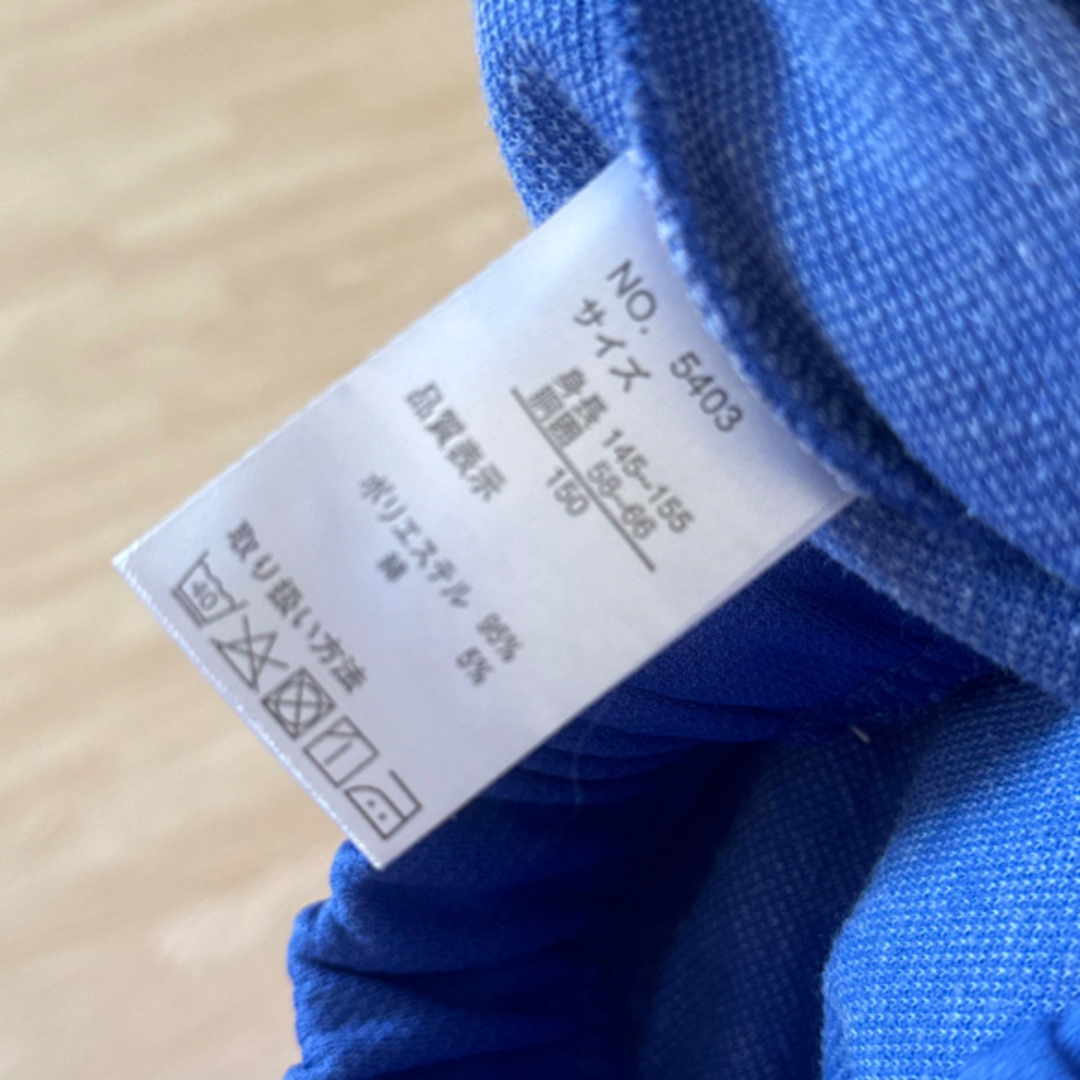 NO. 5403
サイズ
身長 145~155
胴囲 58~66
150
品質表示
ポリエステル 95%
綿 5%
取り扱い方法
40